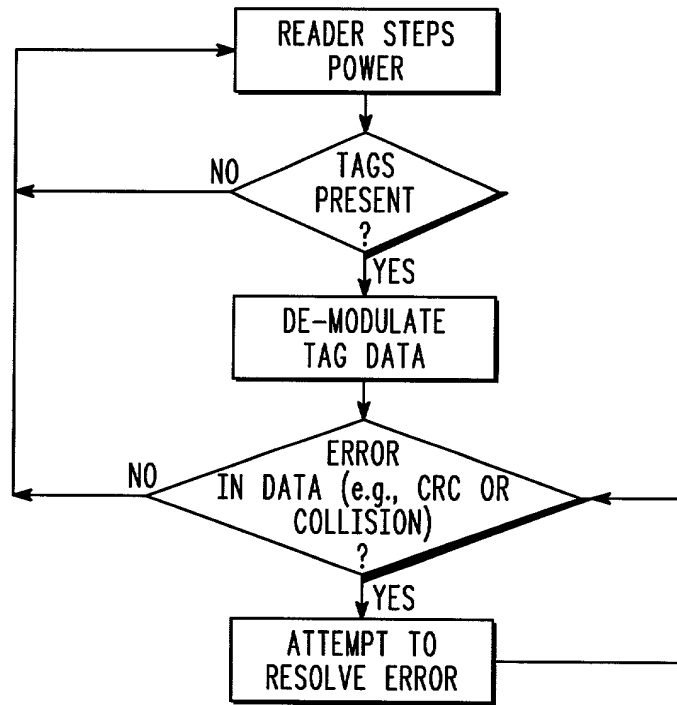 READER STEPS
POWER
NO
TAGS
PRESENT
?
YES
DE-MODULATE
TAG DATA
NO
ERROR
IN DATA (e.g., CRC OR
COLLISION)
?
YES
ATTEMPT TO
RESOLVE ERROR